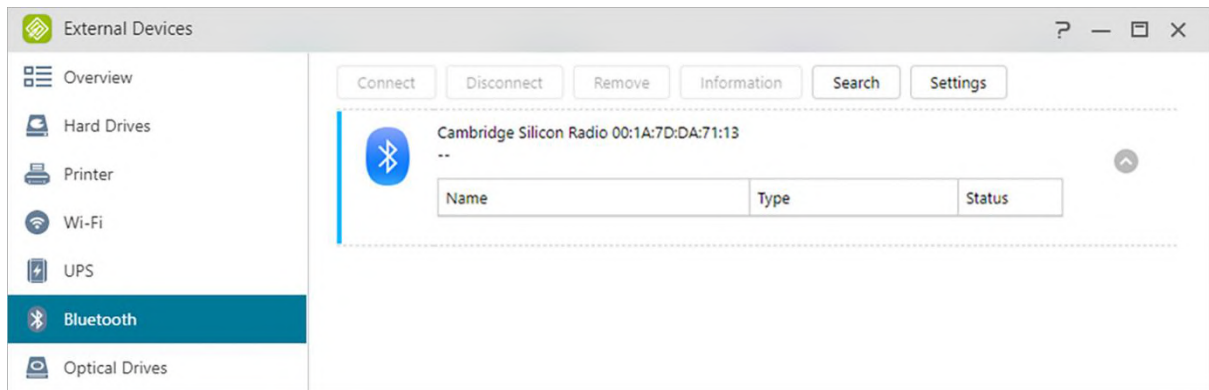 External Devices
Overview
Hard Drives
Printer
Wi-Fi
UPS
Bluetooth
Optical Drives
Connect Disconnect Remove Information Search Settings
Cambridge Silicon Radio 00:1A:7D:DA:71:13
--
Name Type Status